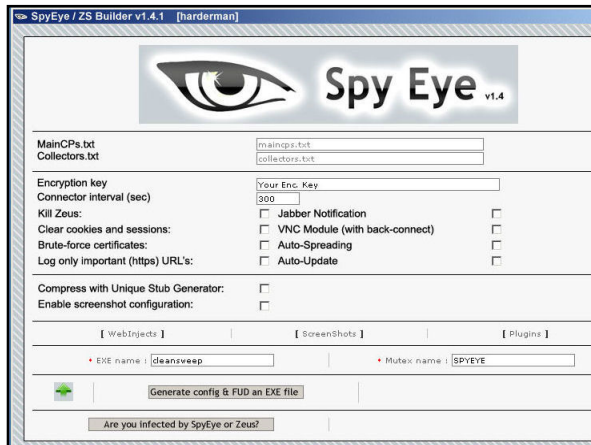 SpyEye / ZS Builder v1.4.1 [harderman]
Spy Eye v1.4
MainCPs.txt maincps.txt
Collectors.txt collectors.txt
Encryption key Your Enc. Key
Connector interval (sec) 300
Kill Zeus: Jabber Notification
Clear cookies and sessions: VNC Module (with back-connect)
Brute-force certificates: Auto-Spreading
Log only important (https) URL's: Auto-Update
Compress with Unique Stub Generator:
Enable screenshot configuration:
[ WebInjects ] [ ScreenShots ] [ Plugins ]
• EXE name : cleansweep • Mutex name : SPYEYE
Generate config & FUD an EXE file
Are you infected by SpyEye or Zeus?